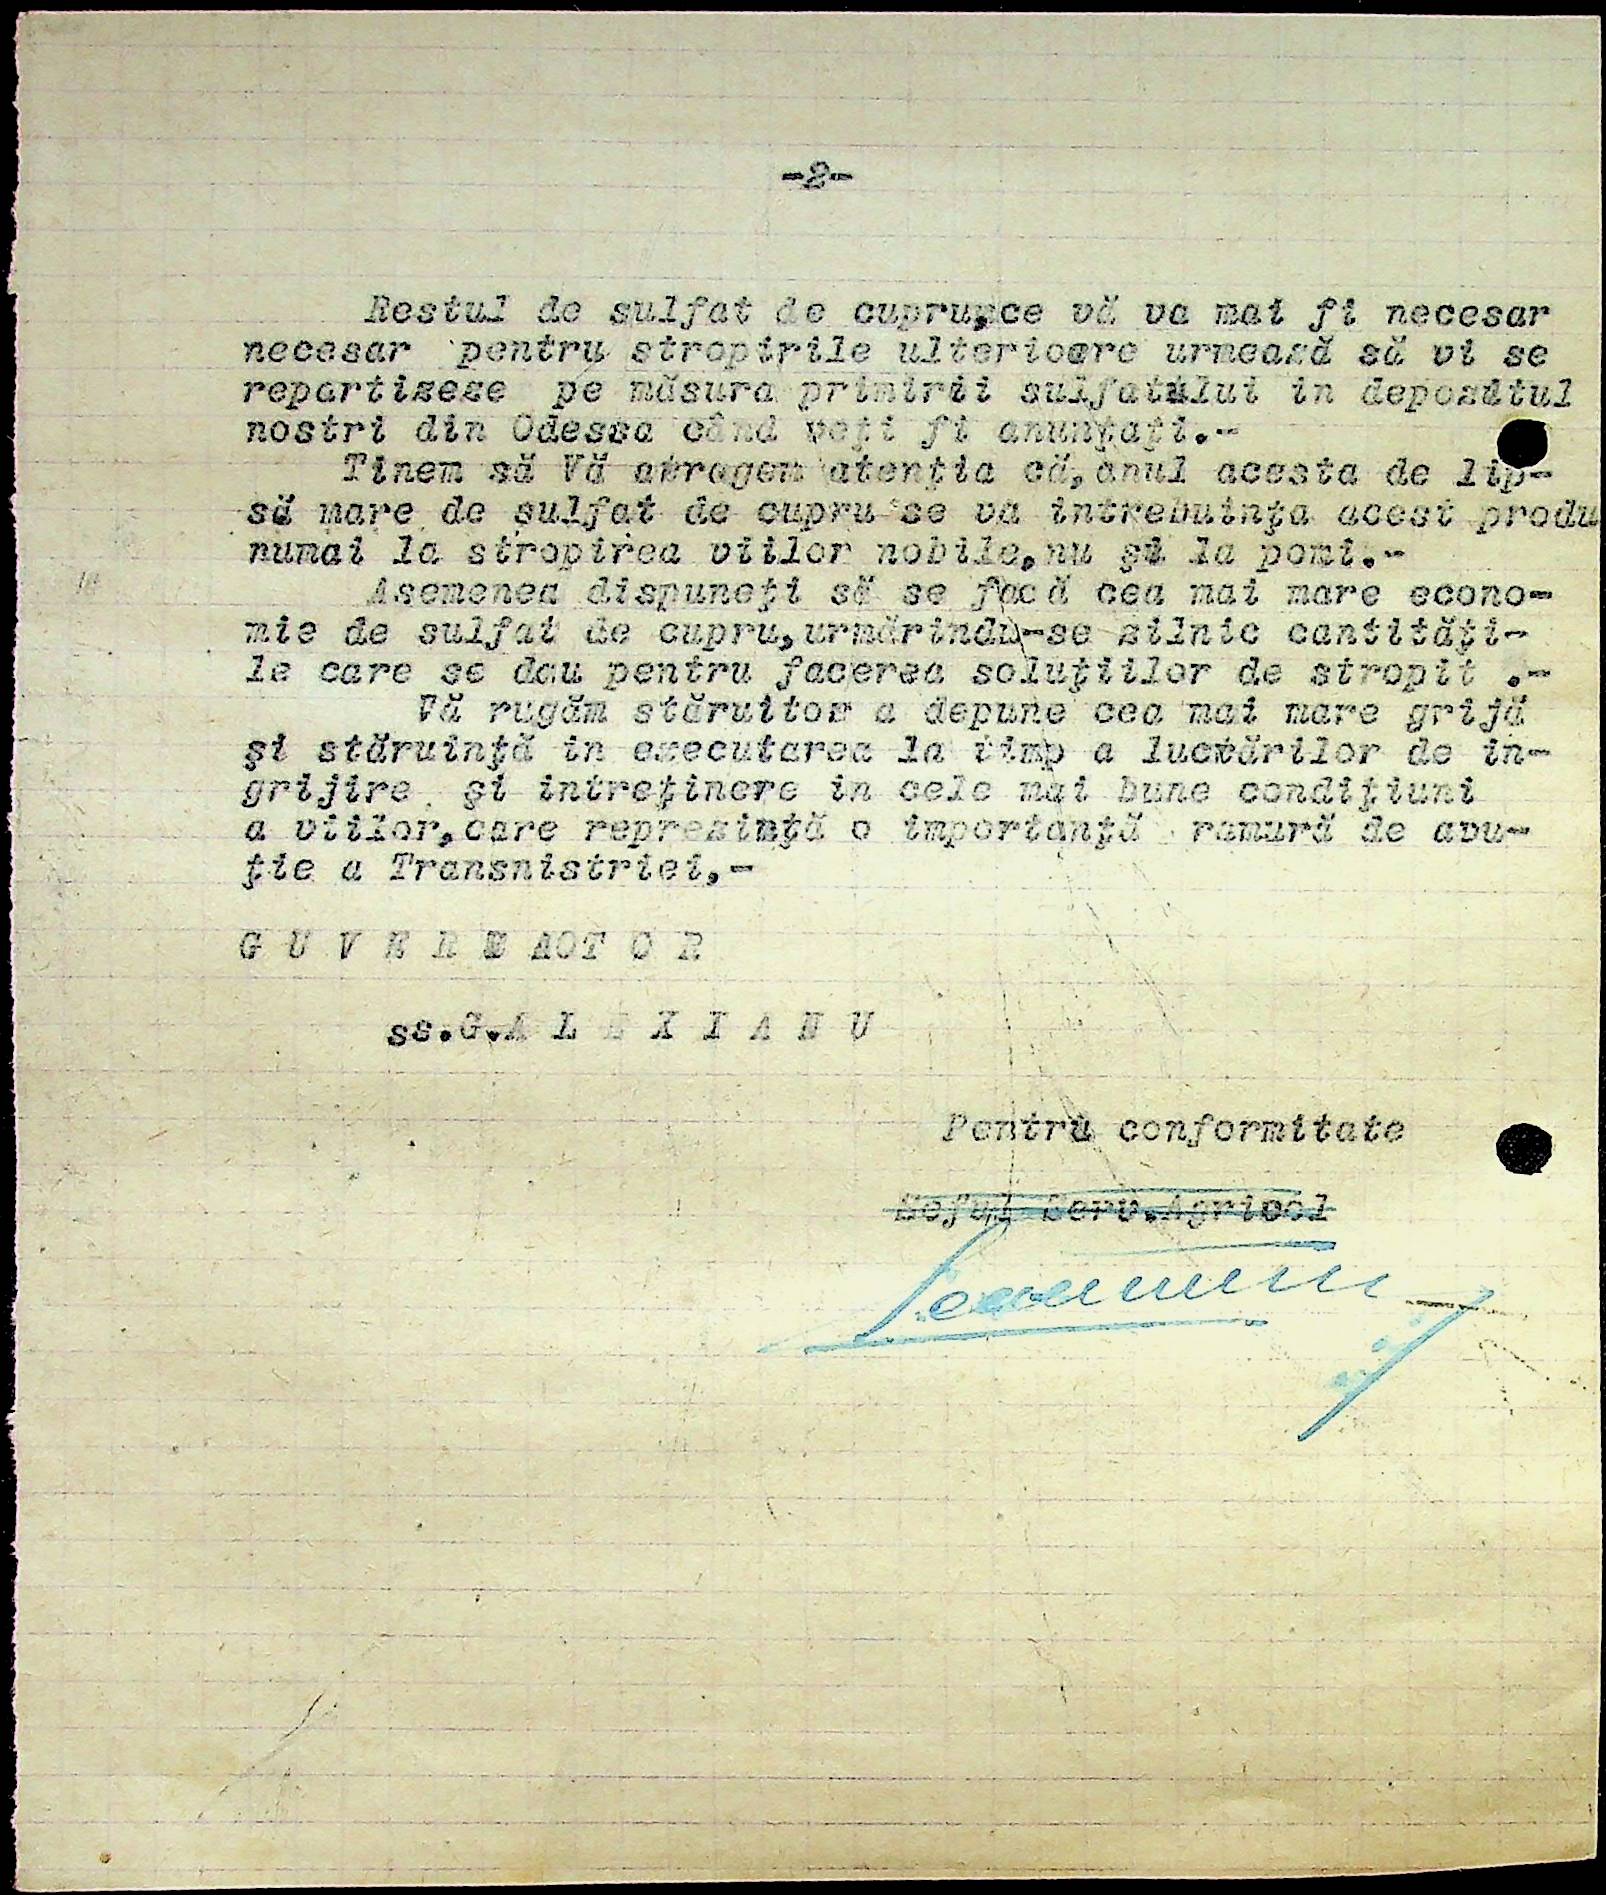 -2-
Restul de sulfat de cupru,ce vă va mai fi necesar
necesar pentru stropirile ulterioare urmează să vi se
repartizeze pe măsura primirii sulfatului in depozitul
nostri din Odessa când veţi fi anunţaţi.-
Tinem să Vă atragem atenţia că,anul acesta de lip-
să mare de sulfat de cupru se va intrebuinţa acest produ
numai la stropirea viilor nobile,nu şi la pomi.-
Asemenea dispuneţi să se facă cea mai mare econo-
mie de sulfat de cupru,urmărindu-se zilnic cantităţi-
le care se dau pentru facerea soluţiilor de stropit .-
Vă rugăm stăruitor a depune cea mai mare grijă
şi stăruinţă in executarea la timp a lucrărilor de in-
grijire şi intreţinere in cele mai bune condiţiuni
a viilor,care reprezintă o importanţă ramură de avu-
ţie a Transnistriei.-
G U V E R N A T O R
ss.G.A L E X I A N U
Pentru conformitate
Seful Serv.Agricol